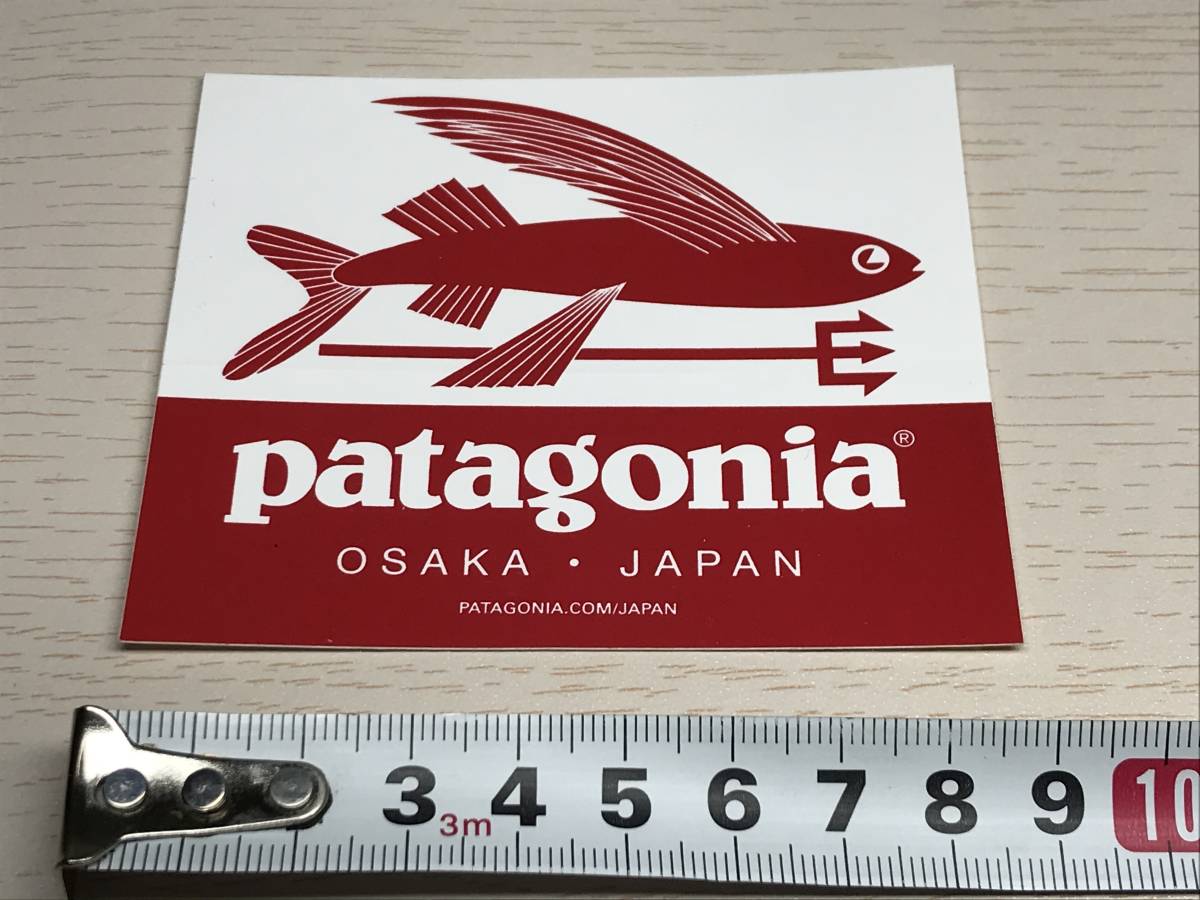 patagonia®
OSAKA • JAPAN
PATAGONIA.COM/JAPAN
3 4 5 6 7 8 9 10
3m